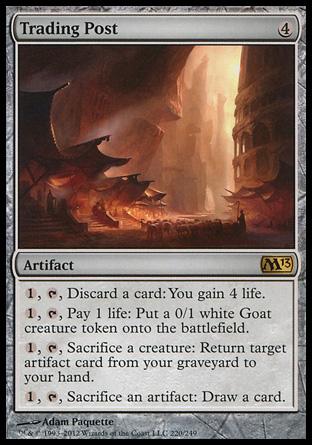 Trading Post 4
Artifact M13
1, Discard a card: You gain 4 life.
1, Pay 1 life: Put a 0/1 white Goat
creature token onto the battlefield.
1, Sacrifice a creature: Return target
artifact card from your graveyard to
your hand.
1, Sacrifice an artifact: Draw a card.
Adam Paquette
™ & © 1993–2012 Wizards of the Coast LLC 220/249